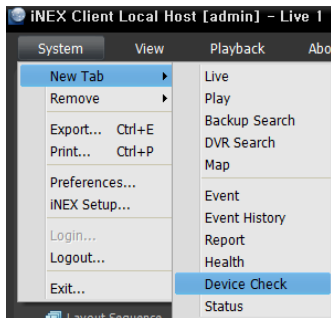 iNEX Client Local Host [admin] - Live 1
System View Playback Abo
New Tab
Remove
Export... Ctrl+E
Print... Ctrl+P
Preferences...
iNEX Setup...
Login...
Logout...
Exit...
Layout Sequence
Live
Play
Backup Search
DVR Search
Map
Event
Event History
Report
Health
Device Check
Status